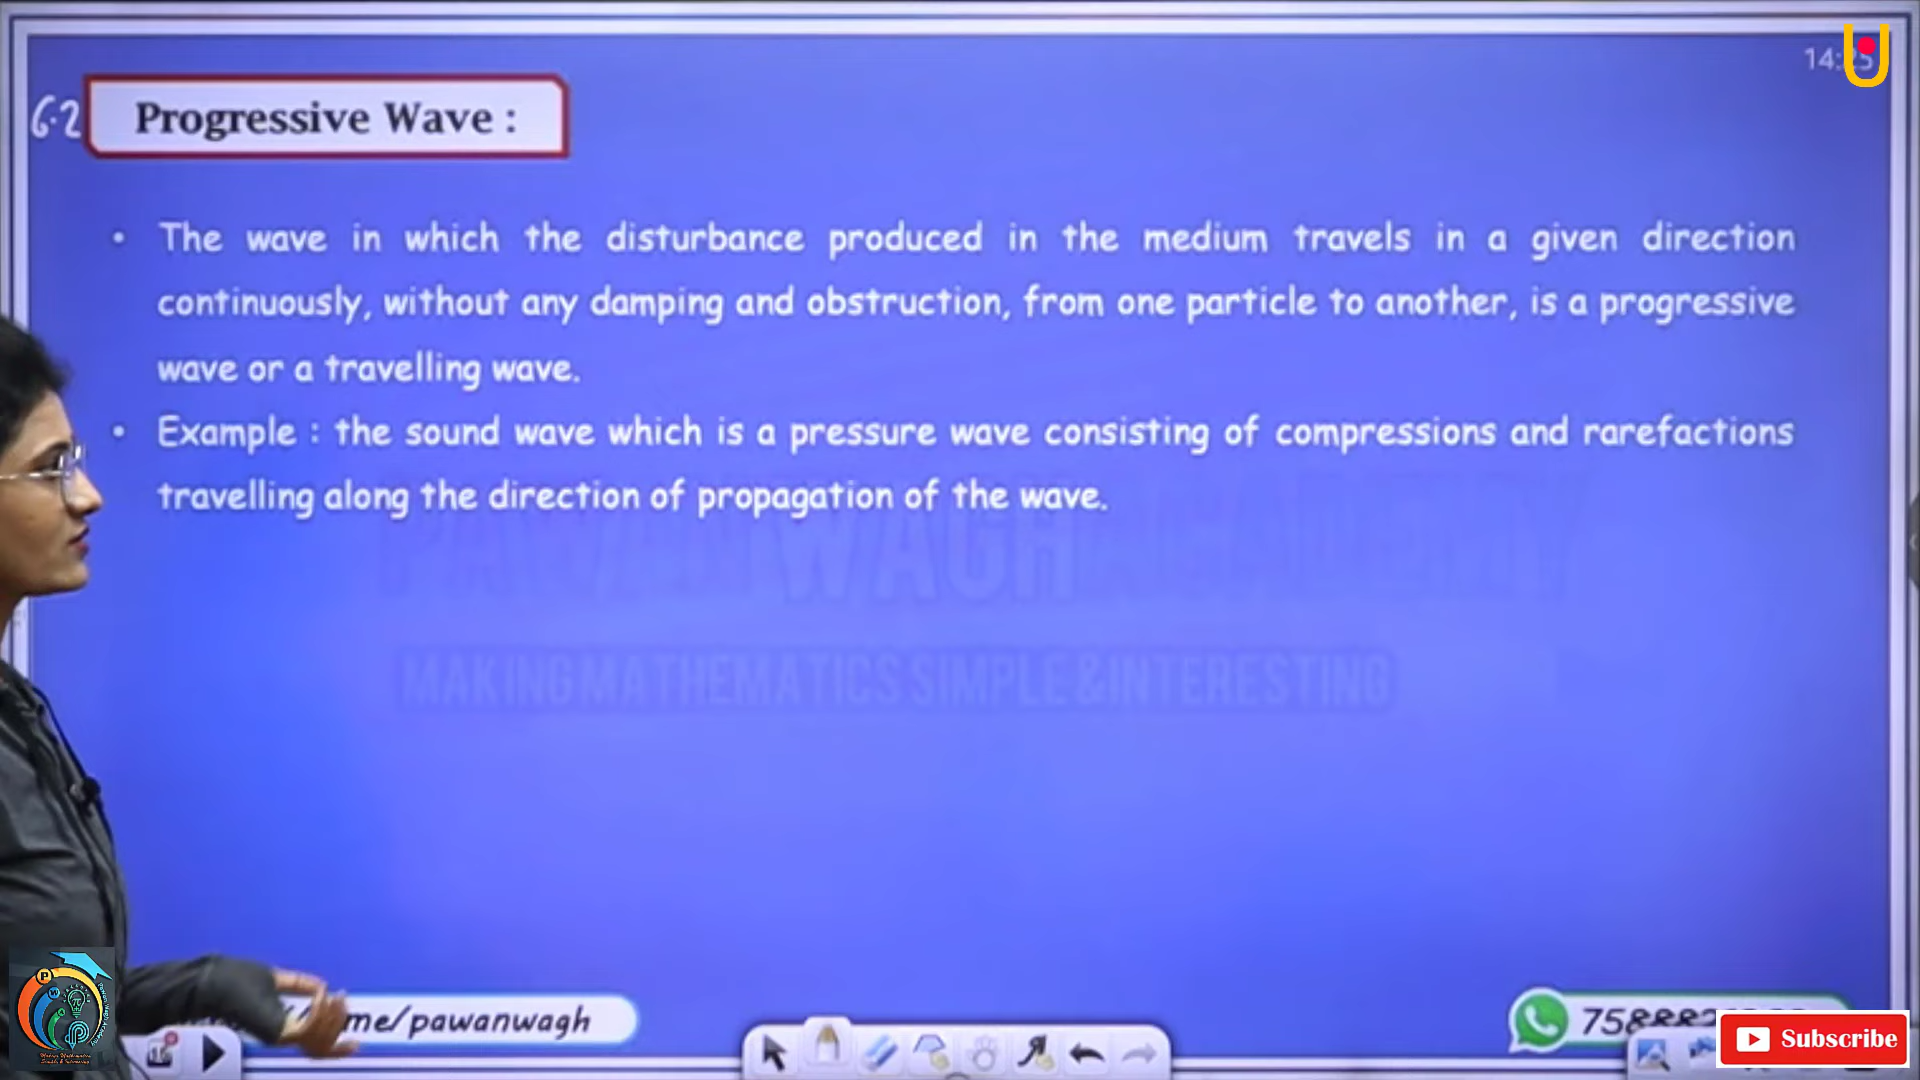 6.2 Progressive Wave :
• The wave in which the disturbance produced in the medium travels in a given direction
continuously, without any damping and obstruction, from one particle to another, is a progressive
wave or a travelling wave.
• Example : the sound wave which is a pressure wave consisting of compressions and rarefactions
travelling along the direction of propagation of the wave.
PAWAN WAGH ACADEMY
MAKING MATHEMATICS SIMPLE & INTERESTING
me/pawanwagh
Subscribe